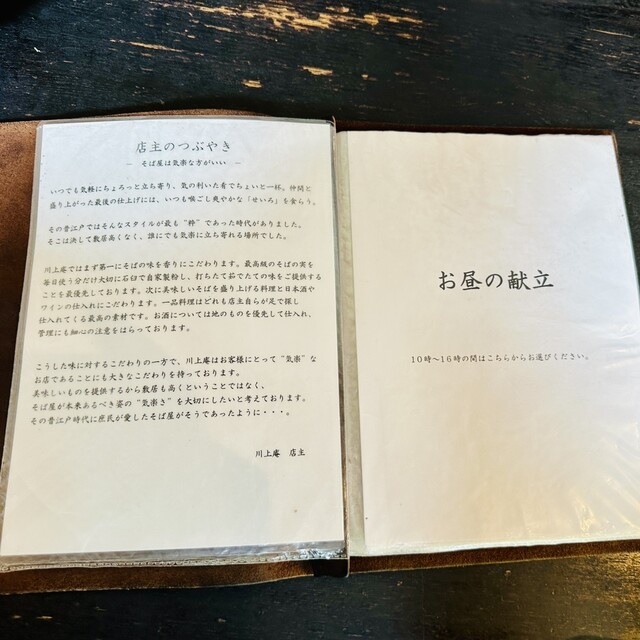 店主のつぶやき
― そば屋は気楽な方がいい ―
いつでも気軽にちょろっと立ち寄り、気の利いた肴でちょいと一杯。仲間と
盛り上がった最後の仕上げには、いつも喉ごし爽やかな「せいろ」を食らう。
その昔江戸ではそんなスタイルが最も“粋”であった時代がありました。
そこは決して敷居高くなく、誰にでも気楽に立ち寄れる場所でした。
川上庵ではまず第一にそばの味を香りにこだわります。最高級のそばの実を
毎日使う分だけ大切に石臼で自家製粉し、打ちたて茹でたての味をご提供する
ことを最優先しております。次に美味しいそばを盛り上げる料理と日本酒や
ワインの仕入れにこだわります。一品料理はどれも店主自らが足で探し
仕入れてくる最高の素材です。お酒については地のものを優先して仕入れ、
管理にも細心の注意をはらっております。
こうした味に対するこだわりの一方で、川上庵はお客様にとって“気楽”な
お店であることにも大きなこだわりを持っております。
美味しいものを提供するから敷居も高くということではなく、
そば屋が本来あるべき姿の“気楽さ”を大切にしたいと考えております。
その昔江戸時代に庶民が愛したそば屋がそうであったように・・・。
川上庵 店主
お昼の献立
10時～16時の間はこちらからお選びください。